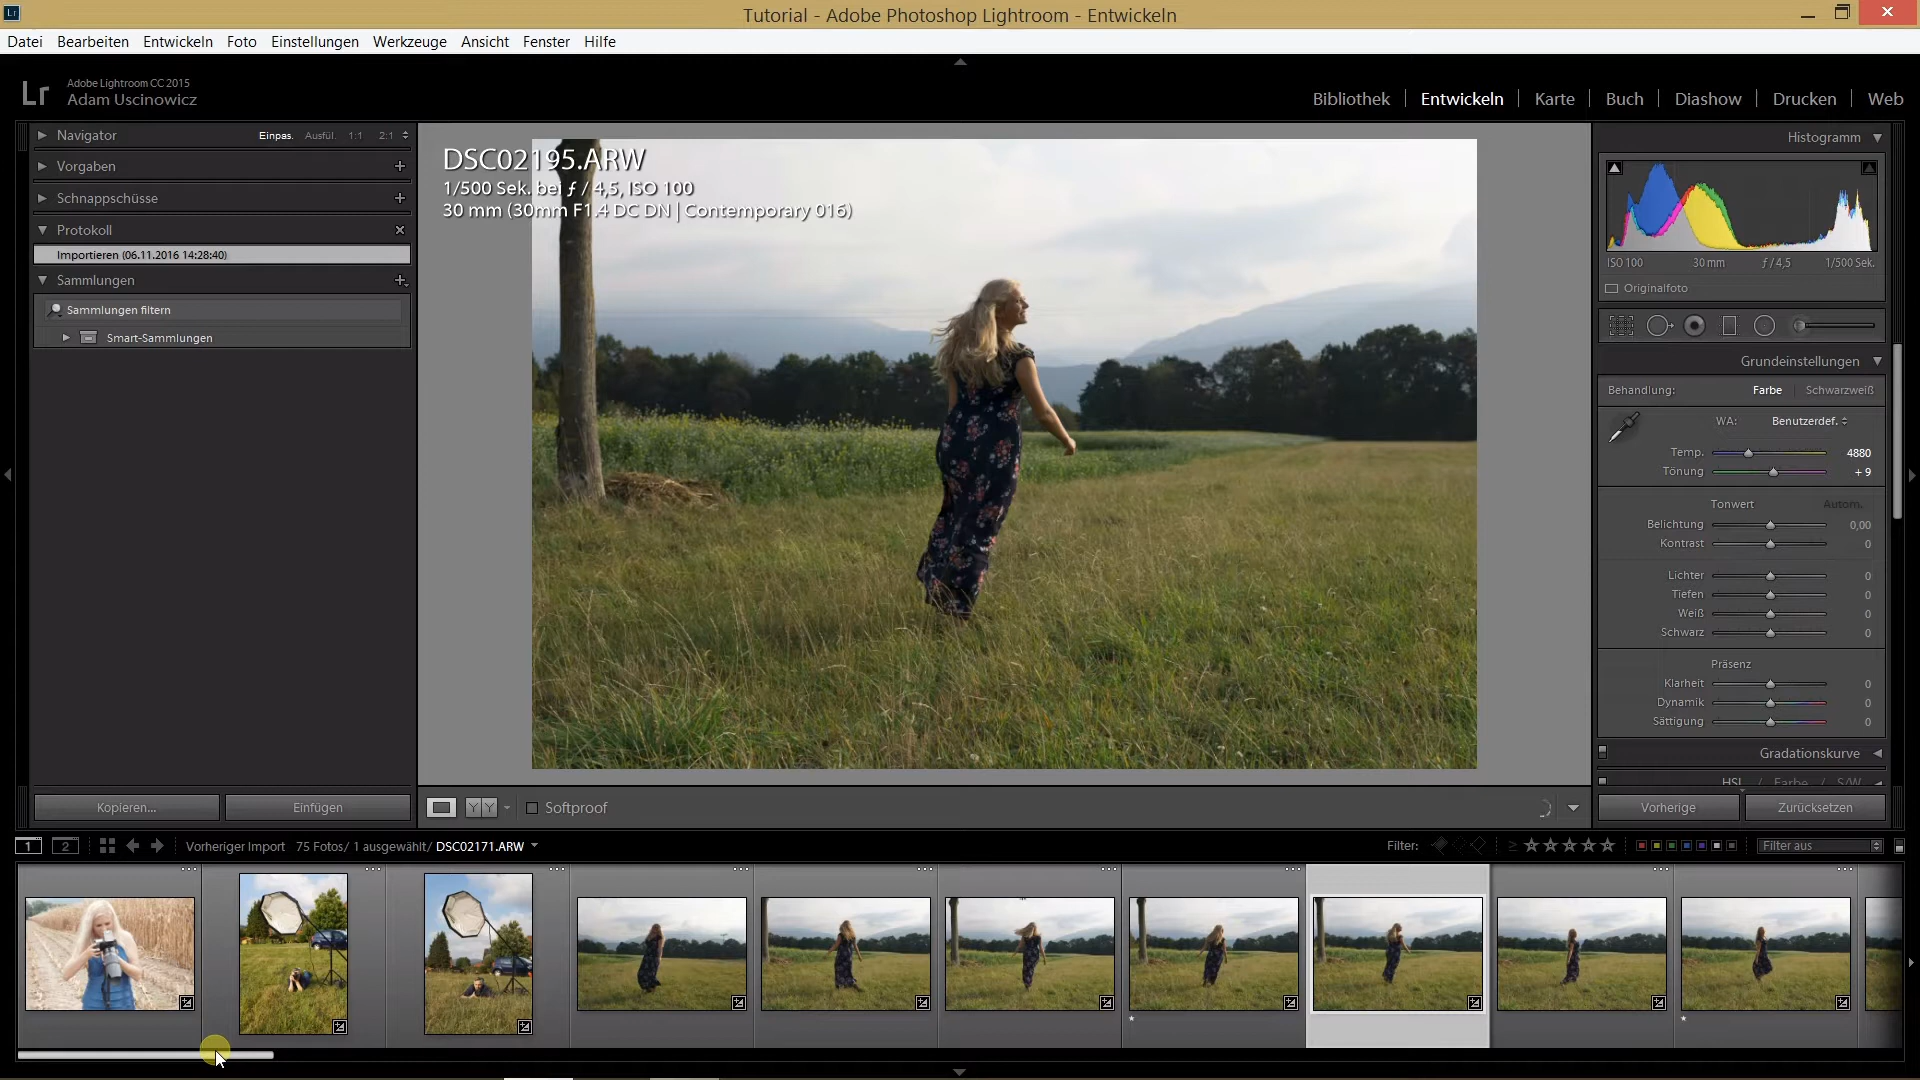 Tutorial - Adobe Photoshop Lightroom - Entwickeln
Datei Bearbeiten Entwickeln Foto Einstellungen Werkzeuge Ansicht Fenster Hilfe
Lr
Adobe Lightroom CC 2015
Adam Uscinowicz
Bibliothek | Entwickeln | Karte | Buch | Diashow | Drucken | Web
Navigator Einpas. Ausfül. 1:1 2:1
Vorgaben
Schnappschüsse
Protokoll
Importieren (06.11.2016 14:28:40)
Sammlungen
Sammlungen filtern
Smart-Sammlungen
Kopieren... Einfügen
DSC02195.ARW
1/500 Sek. bei ƒ / 4,5, ISO 100
30 mm (30mm F1.4 DC DN | Contemporary 016)
Softproof
Histogramm
ISO 100 30 mm ƒ / 4,5 1/500 Sek.
Originalfoto
Grundeinstellungen
Behandlung: Farbe Schwarzweiß
WA: Benutzerdef.
Temp. 4880
Tönung + 9
Tonwert Autom.
Belichtung 0,00
Kontrast 0
Lichter 0
Tiefen 0
Weiß 0
Schwarz 0
Präsenz
Klarheit 0
Dynamik 0
Sättigung 0
Gradationskurve
HSL / Farbe / S/W
Vorherige Zurücksetzen
1 2 Vorheriger Import 75 Fotos/ 1 ausgewählt/ DSC02171.ARW
Filter: Filter aus